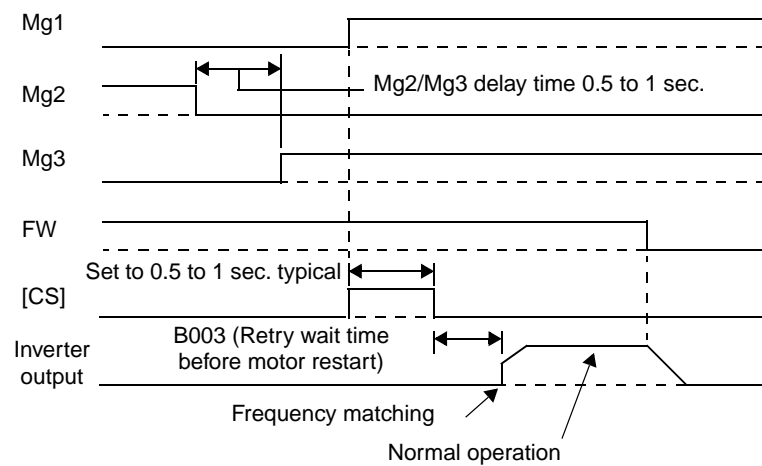 Mg1
Mg2/Mg3 delay time 0.5 to 1 sec.
Mg2
Mg3
FW
Set to 0.5 to 1 sec. typical
[CS]
B003 (Retry wait time
before motor restart)
Inverter
output
Frequency matching
Normal operation